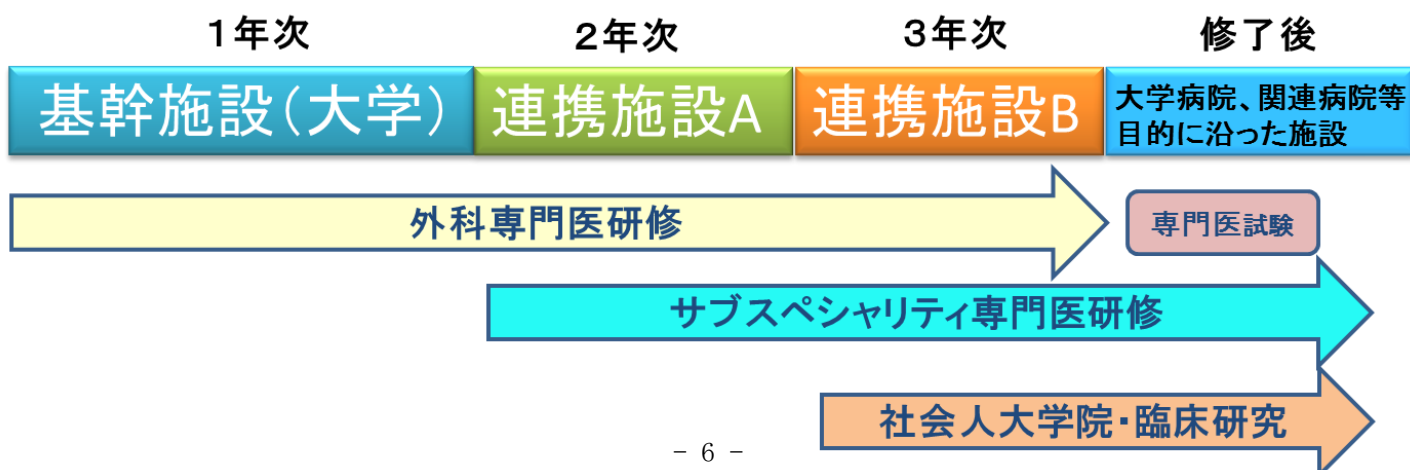 1年次
2年次
3年次
修了後
基幹施設(大学)
連携施設A
連携施設B
大学病院、関連病院等
目的に沿った施設
外科専門医研修
専門医試験
サブスペシャリティ専門医研修
社会人大学院・臨床研究
- 6 -